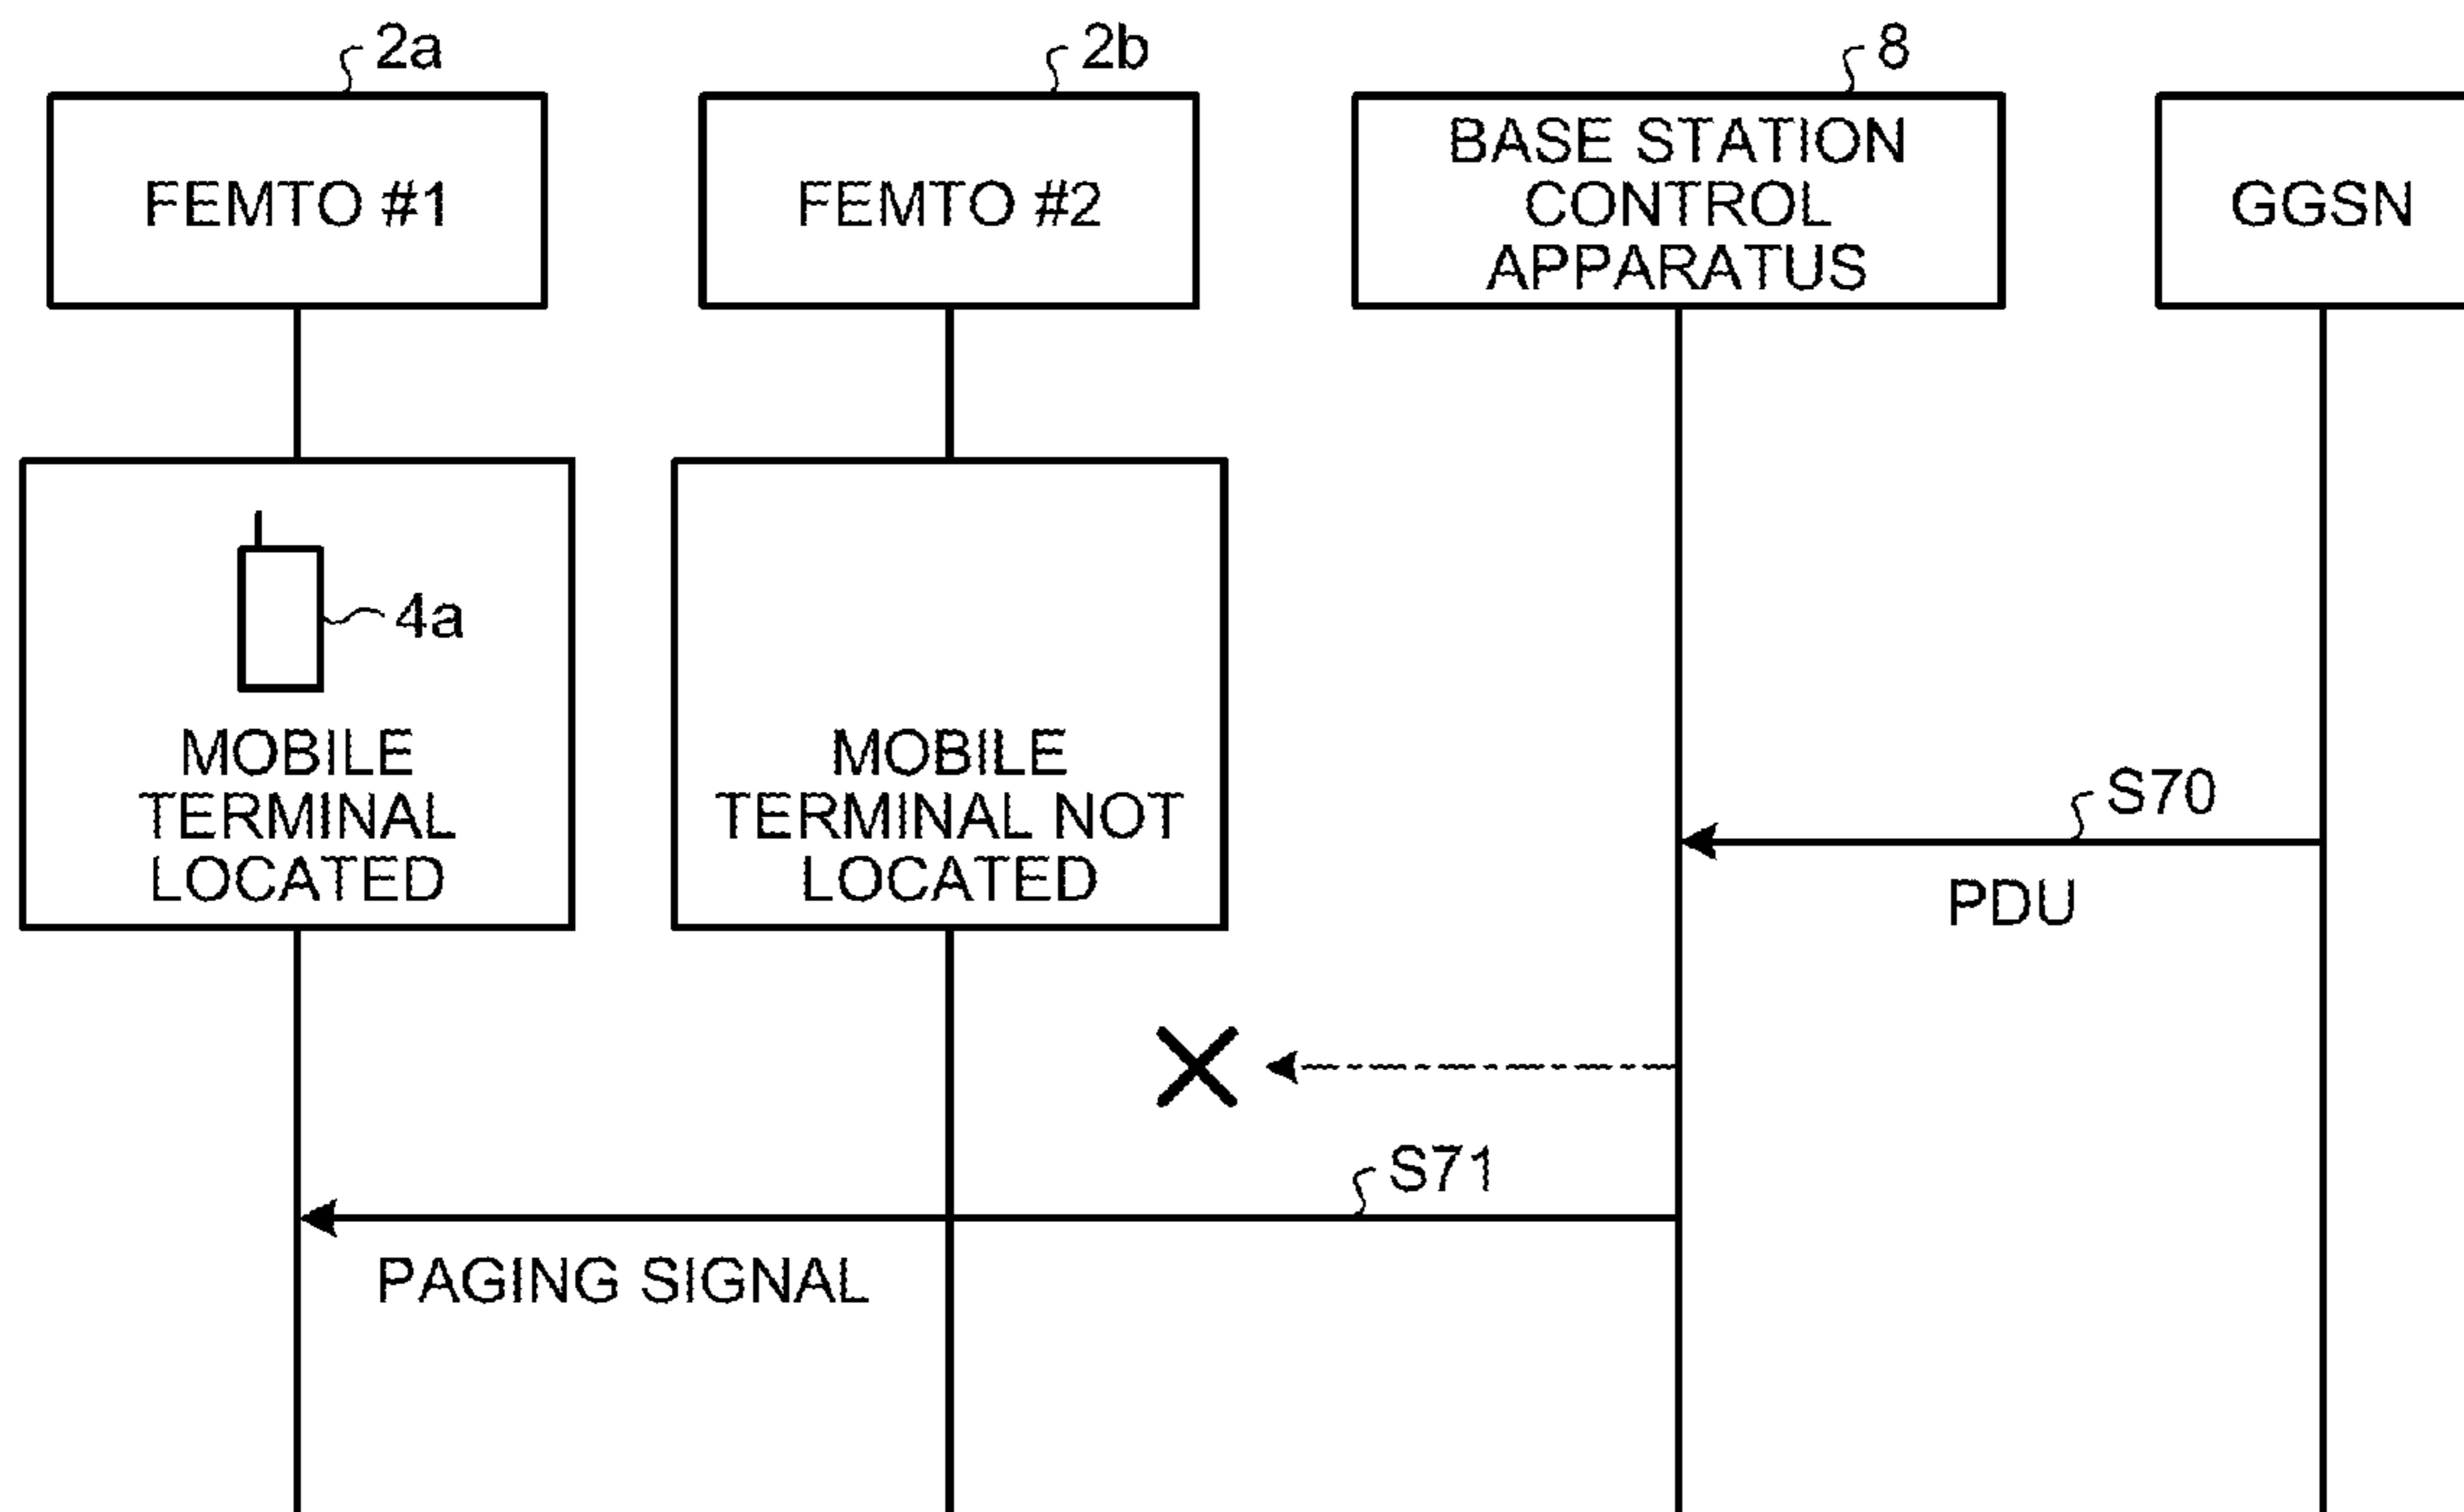 2a
2b
8
FEMTO #1
FEMTO #2
BASE STATION
CONTROL
APPARATUS
GGSN
4a
MOBILE
TERMINAL
LOCATED
MOBILE
TERMINAL NOT
LOCATED
S70
PDU
S71
PAGING SIGNAL